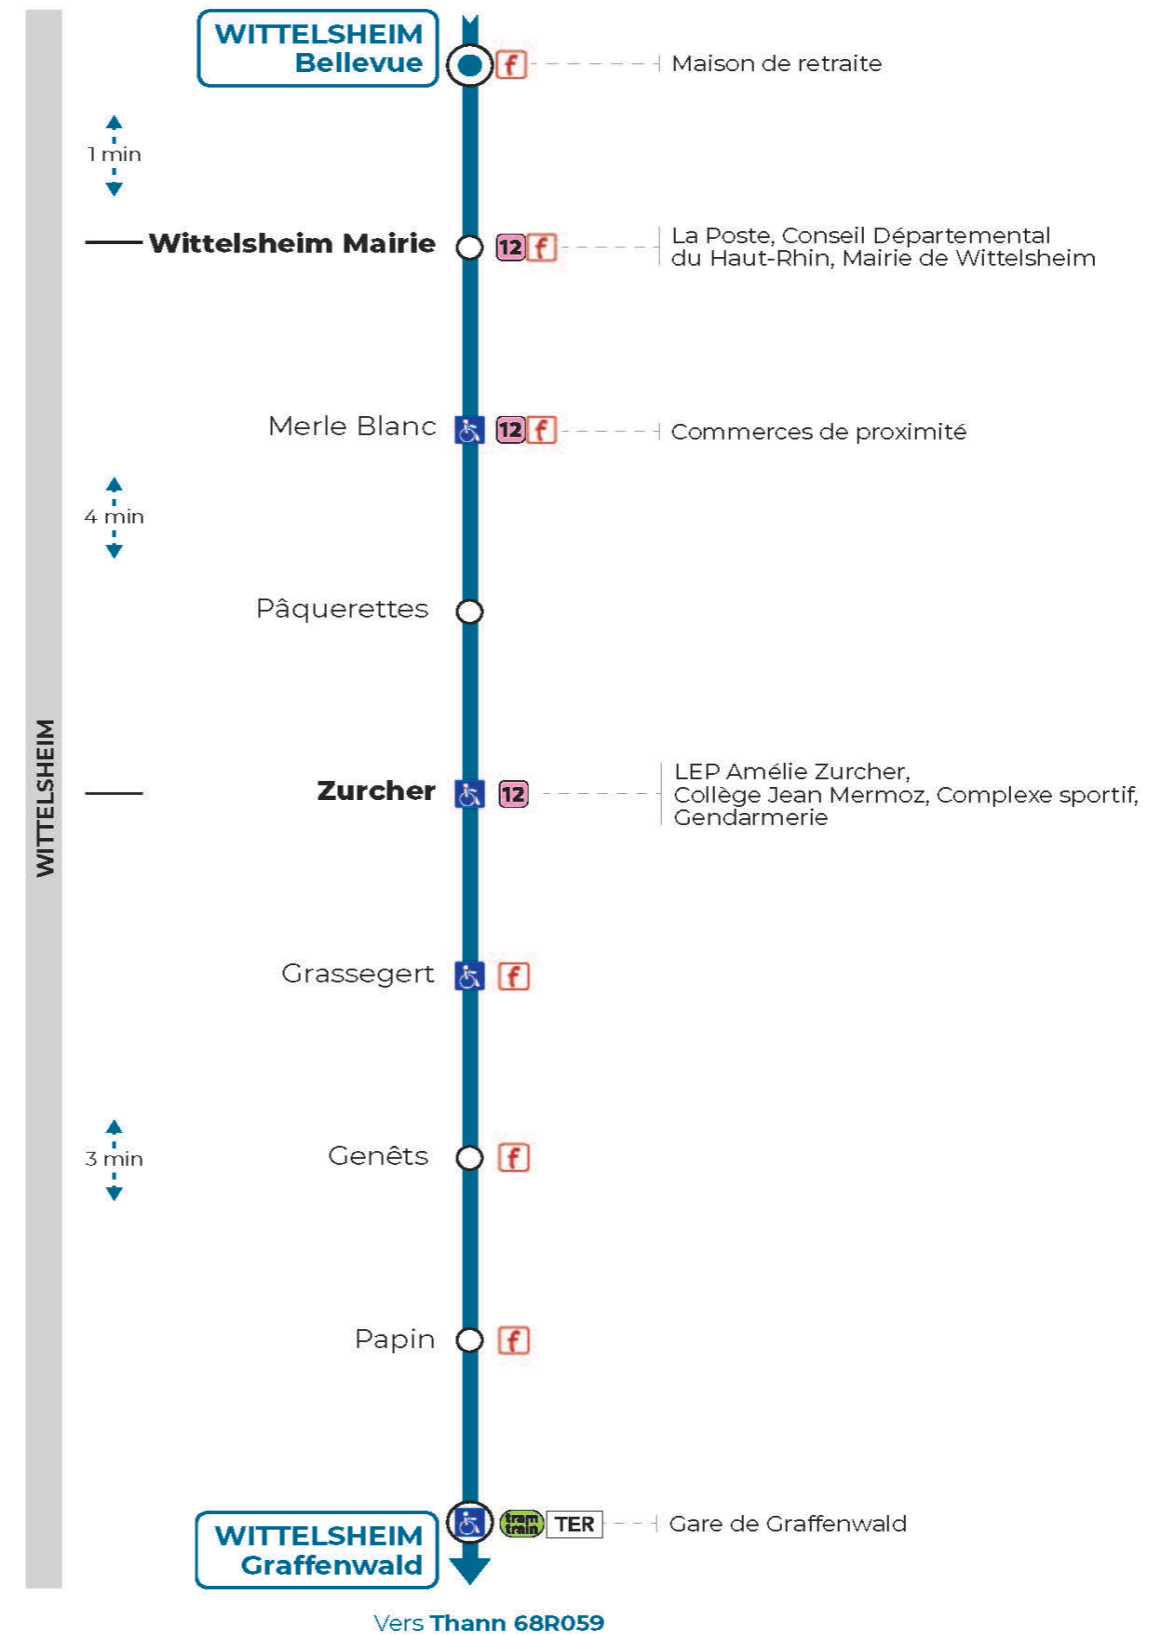 WITTELSHEIM
Bellevue
f
Maison de retraite
1 min
Wittelsheim Mairie
12 f
La Poste, Conseil Départemental
du Haut-Rhin, Mairie de Wittelsheim
Merle Blanc
12 f
Commerces de proximité
4 min
Pâquerettes
WITTELSHEIM
Zurcher
12
LEP Amélie Zurcher,
Collège Jean Mermoz, Complexe sportif,
Gendarmerie
Grassegert
f
3 min
Genêts
f
Papin
f
WITTELSHEIM
Graffenwald
tram
train
TER
Gare de Graffenwald
Vers Thann 68R059